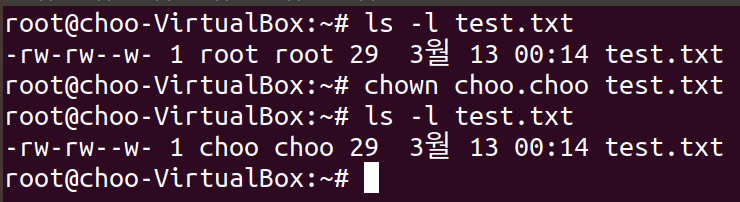 root@choo-VirtualBox:~# ls -l test.txt
-rw-rw--w- 1 root root 29  3월 13 00:14 test.txt
root@choo-VirtualBox:~# chown choo.choo test.txt
root@choo-VirtualBox:~# ls -l test.txt
-rw-rw--w- 1 choo choo 29  3월 13 00:14 test.txt
root@choo-VirtualBox:~#